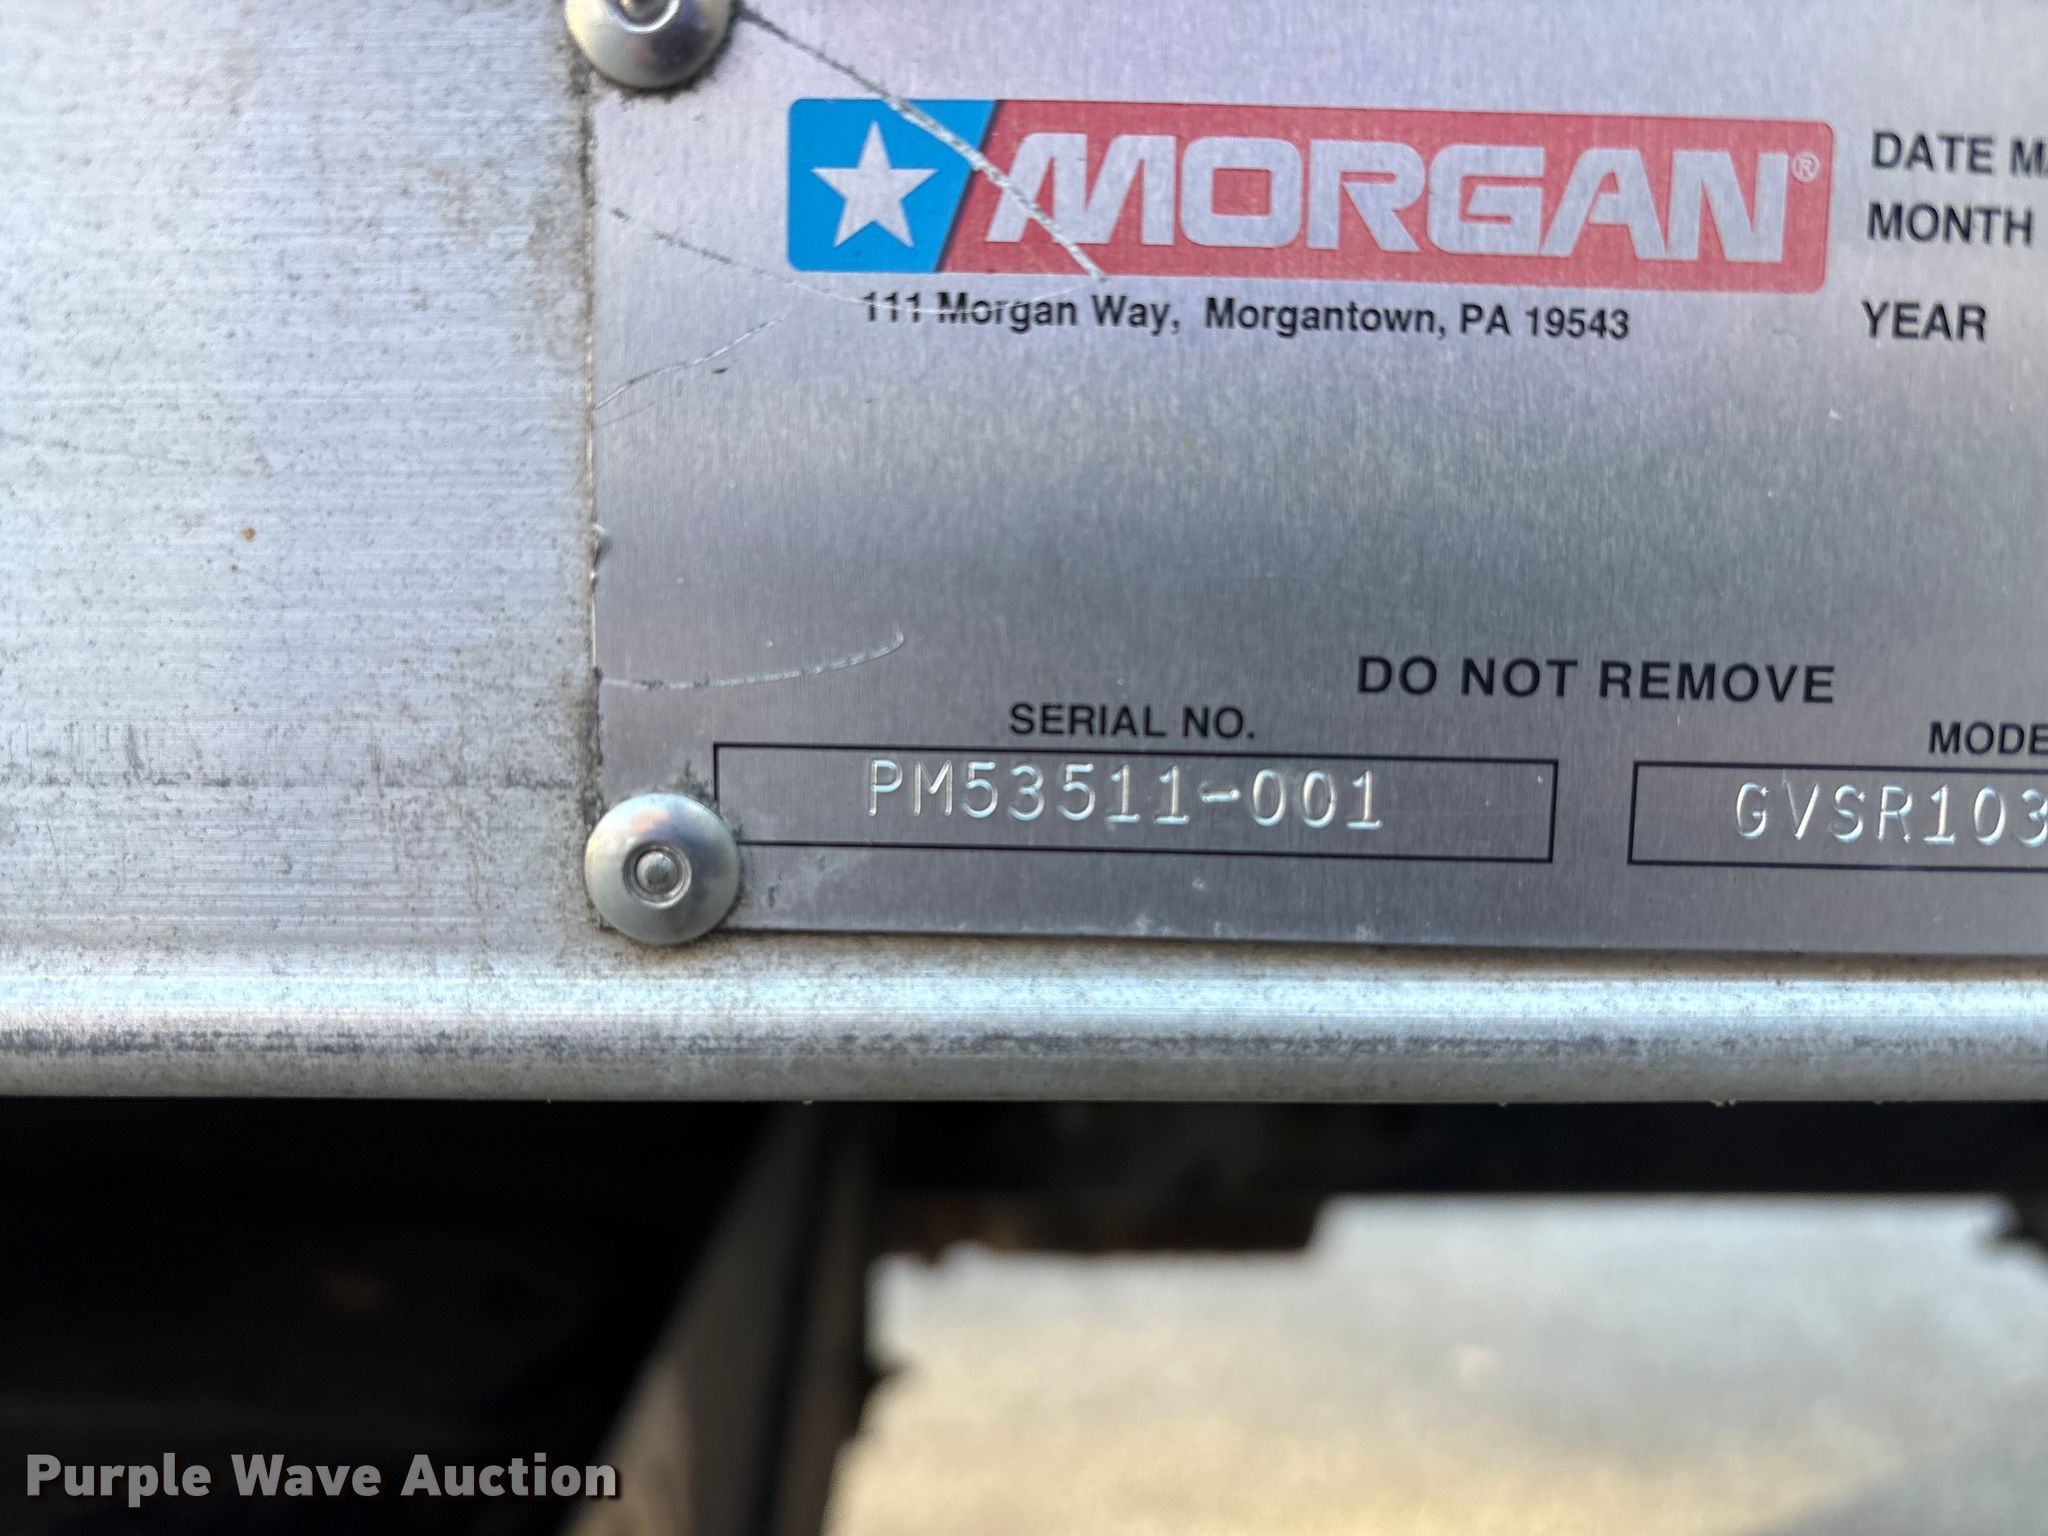 MORGAN®
111 Morgan Way, Morgantown, PA 19543
DATE
MONTH
YEAR
DO NOT REMOVE
SERIAL NO.
PM53511-001
GVSR103
Purple Wave Auction